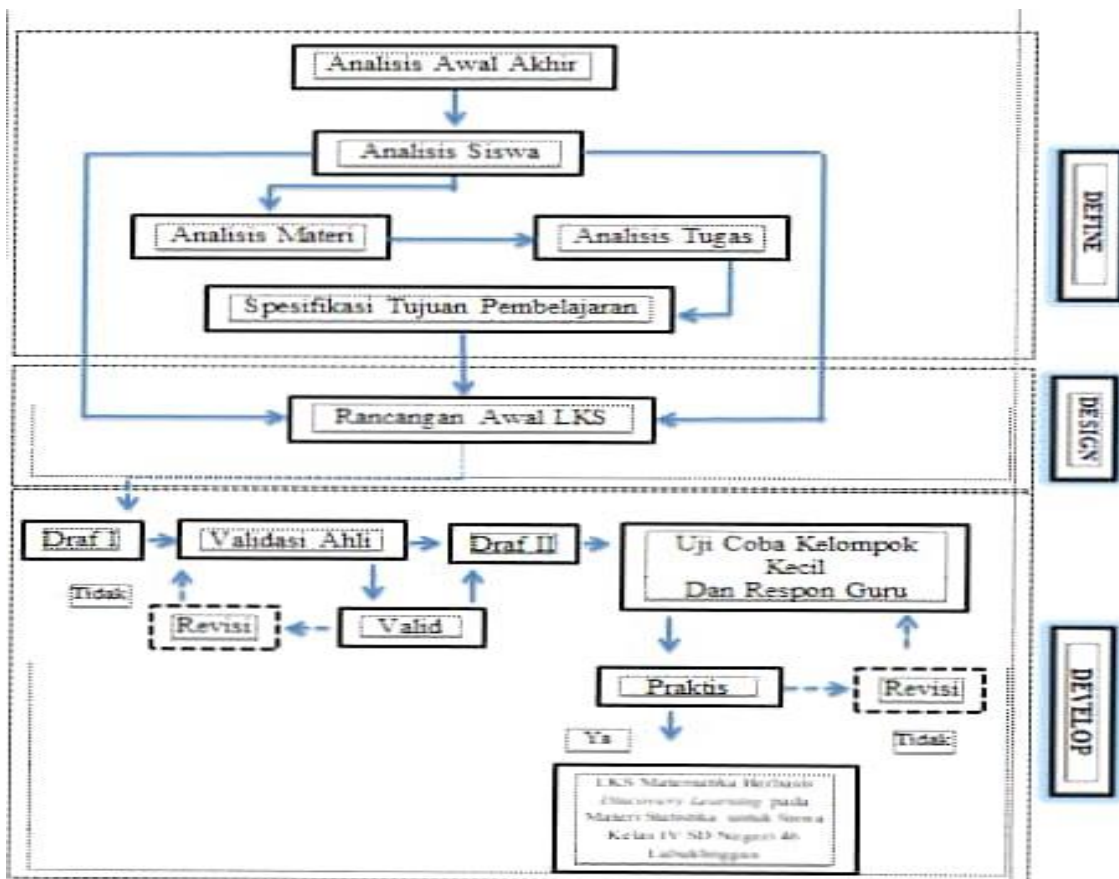 Analisis Awal Akhir
Analisis Siswa
Analisis Materi
Analisis Tugas
Spesifikasi Tujuan Pembelajaran
DEFINE
Rancangan Awal LKS
DESIGN
Draf I
Validasi Ahli
Draf II
Uji Coba Kelompok
Kecil
Dan Respon Guru
Tidak
Revisi
Valid
Praktis
Revisi
Ya
Tidak
DEVELOP
LKS Matematika Berbasis
Discovery Learning pada
Materi Statistika untuk Siswa
Kelas IV SD Negeri 46
Lubuklinggau